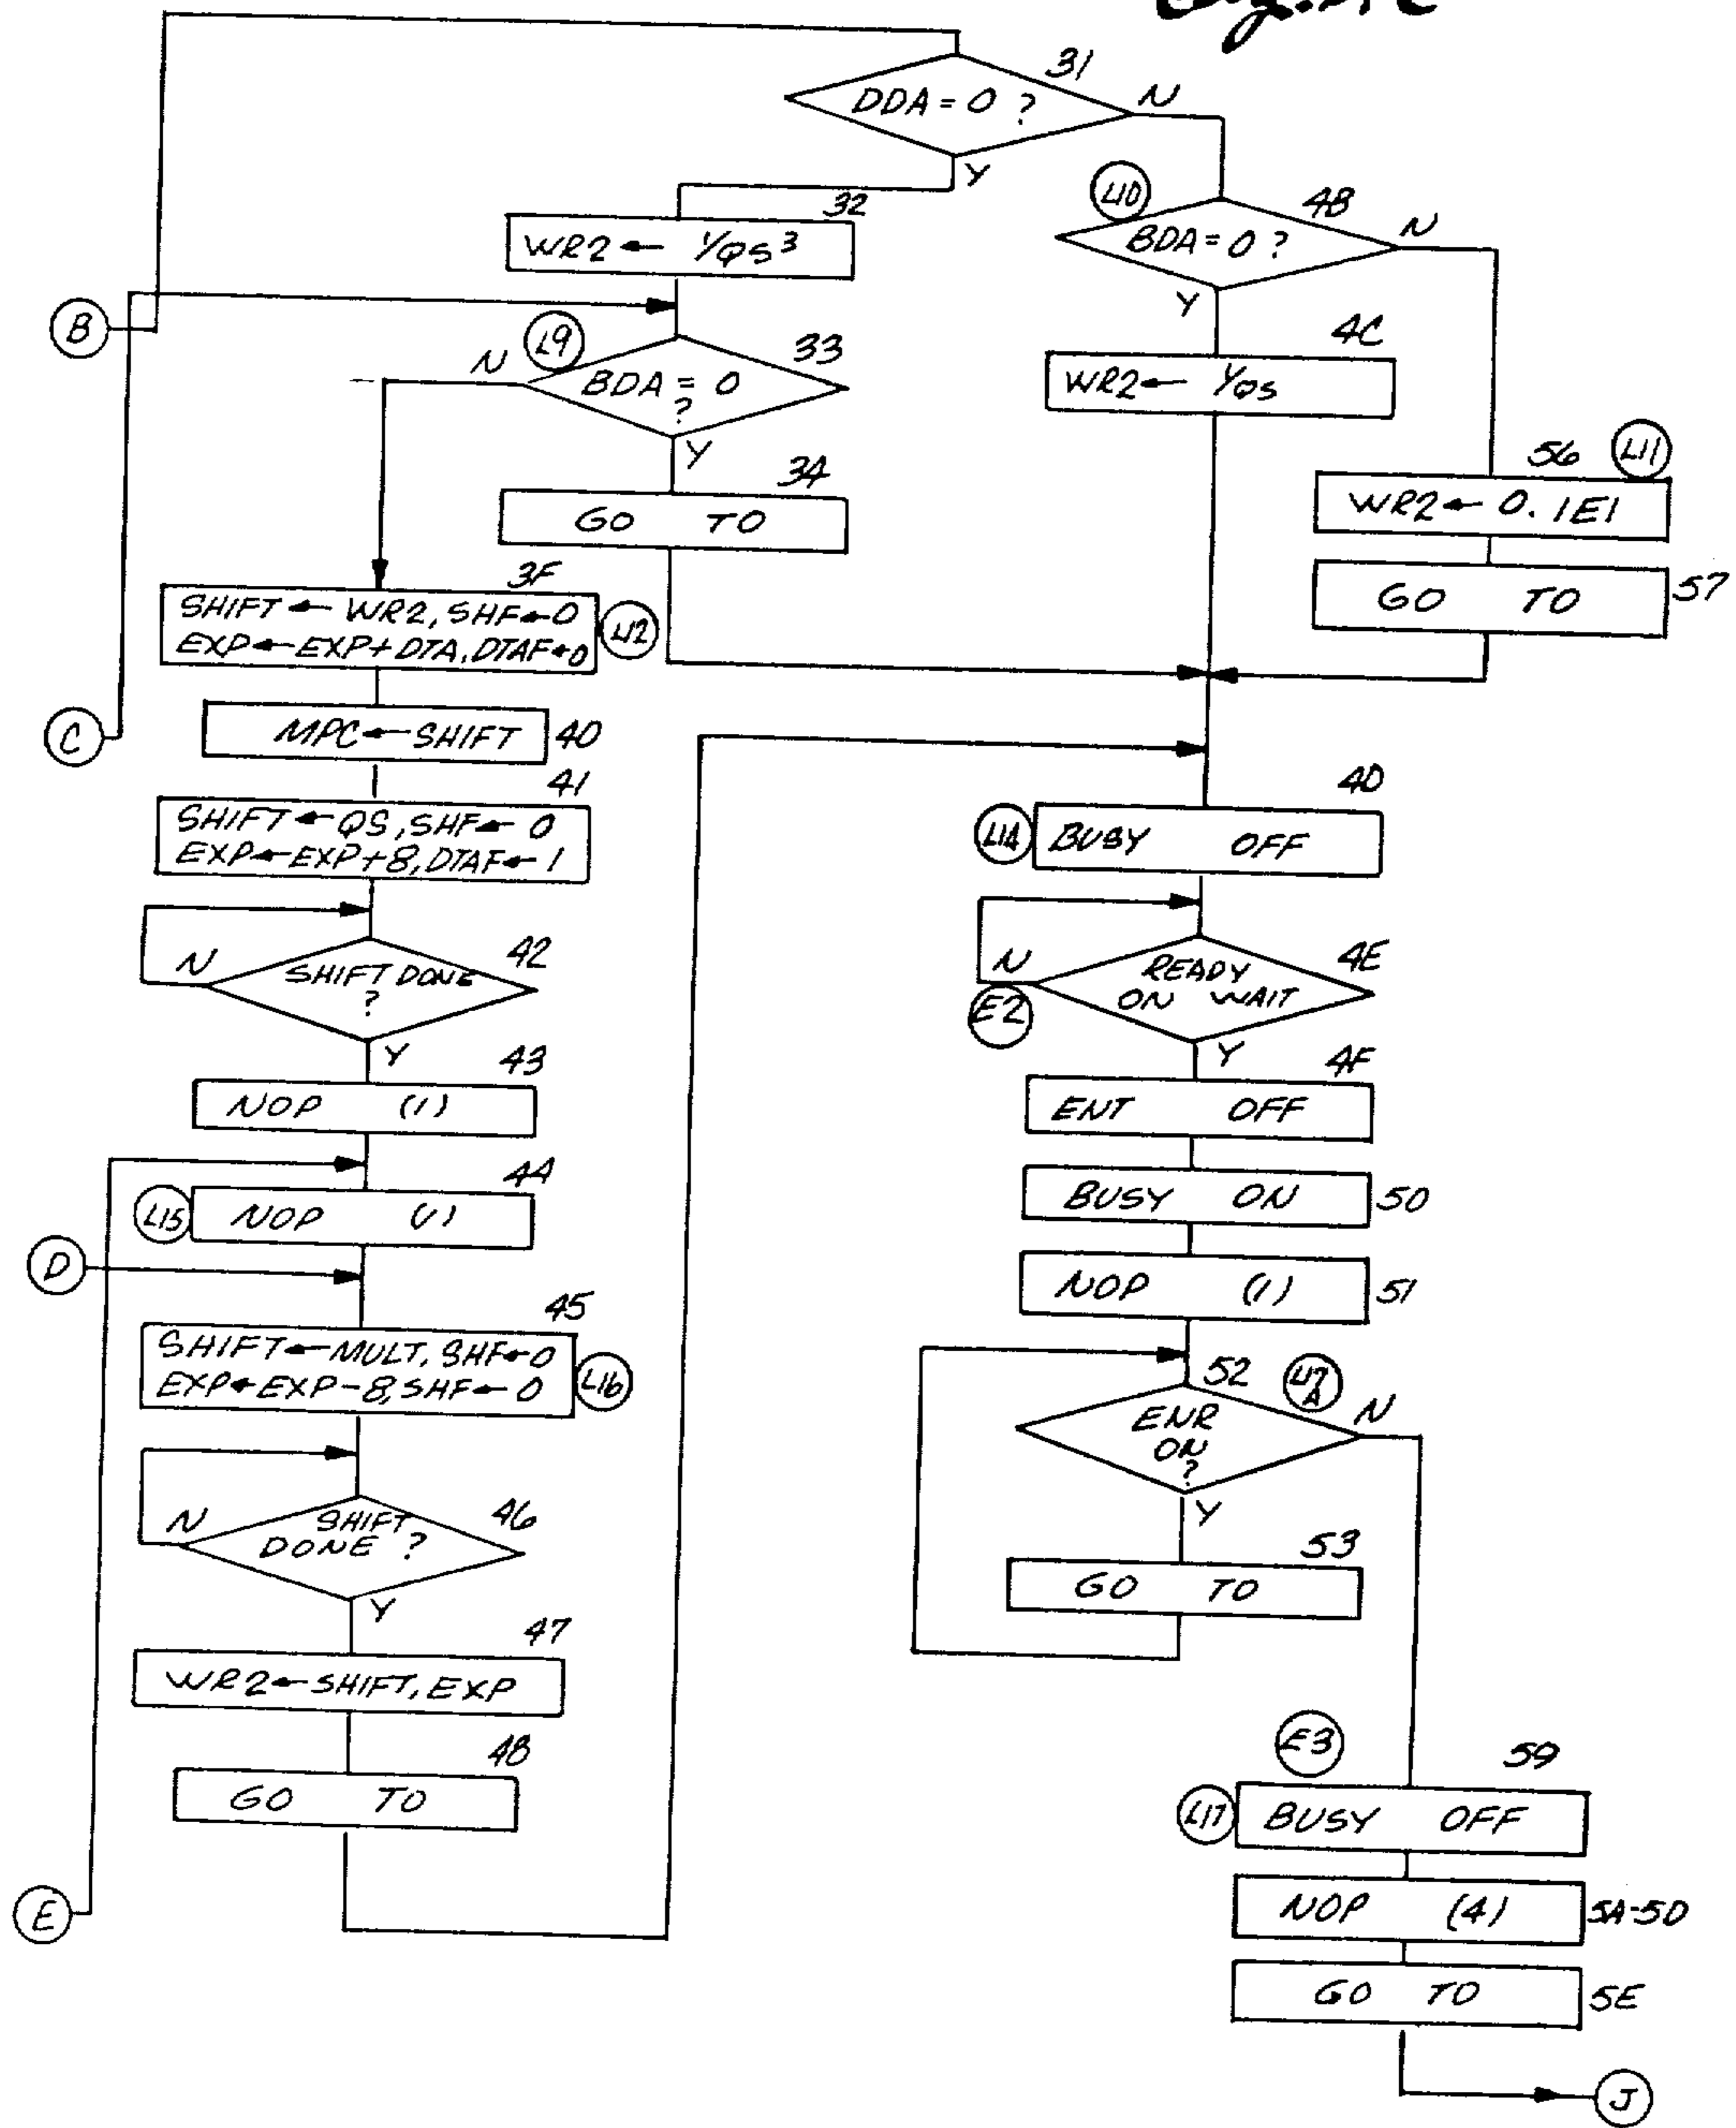 31
DDA = 0 ?
N
Y
32
WR2 ← 1/QS³
L10
4B
BDA = 0 ?
N
Y
B
L9
33
N
BDA = 0
?
Y
4C
WR2 ← 1/QS
34
GO TO
56
L11
WR2 ← 0.1E1
GO TO
57
3F
SHIFT ← WR2, SHF ← 0
EXP ← EXP + DTA, DTAF ← 0
L12
C
MPC ← SHIFT
40
41
SHIFT ← QS, SHF ← 0
EXP ← EXP + 8, DTAF ← 1
4D
L14
BUSY OFF
42
N
SHIFT DONE
?
Y
4E
N
READY
ON WAIT
E2
Y
43
NOP (1)
4F
ENT OFF
44
L15
NOP (1)
BUSY ON
50
D
NOP (1)
51
45
SHIFT ← MULT, SHF ← 0
EXP ← EXP - 8, SHF ← 0
L16
52
ENR
ON
?
N
Y
46
N
SHIFT
DONE ?
Y
53
GO TO
47
WR2 ← SHIFT, EXP
48
GO TO
E3
59
L17
BUSY OFF
E
NOP (4)
5A-5D
GO TO
5E
J